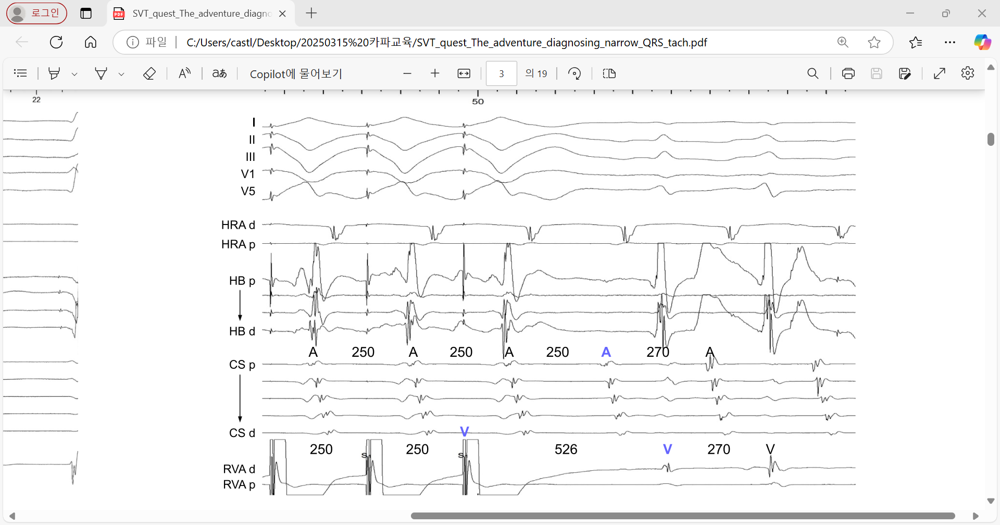 로그인
SVT_quest_The_adventure_diagno
파일
C:/Users/castl/Desktop/20250315%20카파교육/SVT_quest_The_adventure_diagnosing_narrow_QRS_tach.pdf
aあ
Copilot에 물어보기
3 의 19
22
50
I
II
III
V1
V5
HRA d
HRA p
HB p
HB d
A 250 A 250 A 250 A 270 A
CS p
CS d
V
250 250 526 V 270 V
S S
RVA d
RVA p